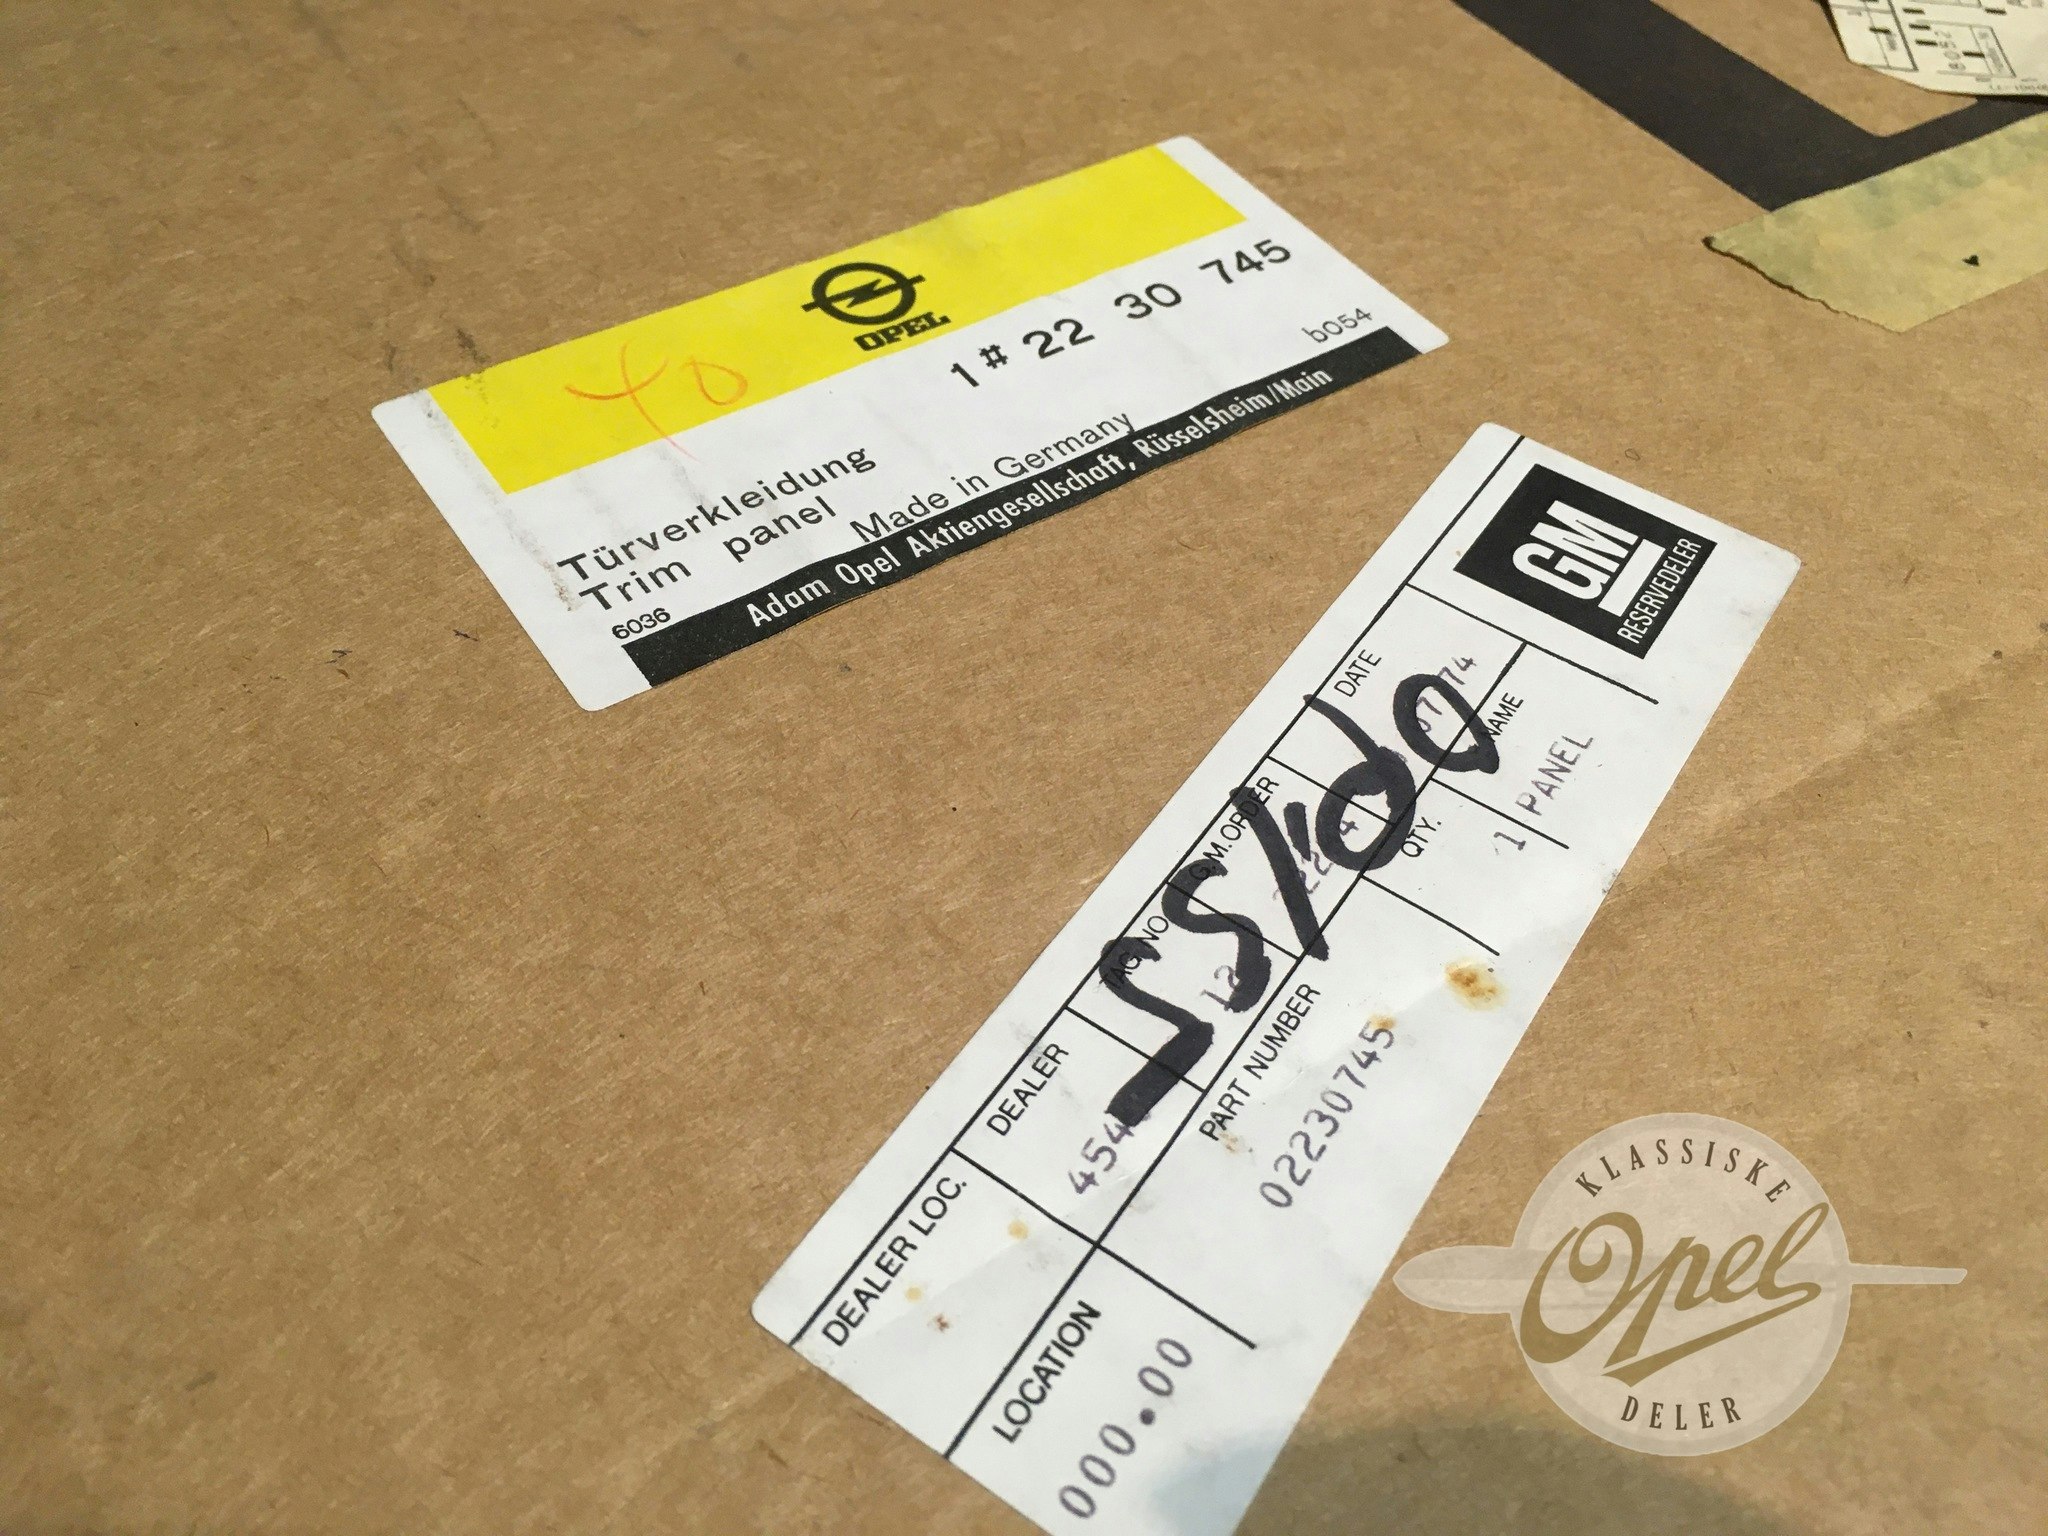 OPEL
1 # 22 30 745
b054
Türverkleidung
Trim panel
Made in Germany
6036
Adam Opel Aktiengesellschaft, Rüsselsheim/Main
GM
RESERVEDELER
DEALER LOC.
DEALER
TAG NO
G.M. ORDER
DATE
LOCATION
000.00
PART NUMBER
02230745
QTY.
1
NAME
PANEL
8052
KLASSISKE
Opel
DELER